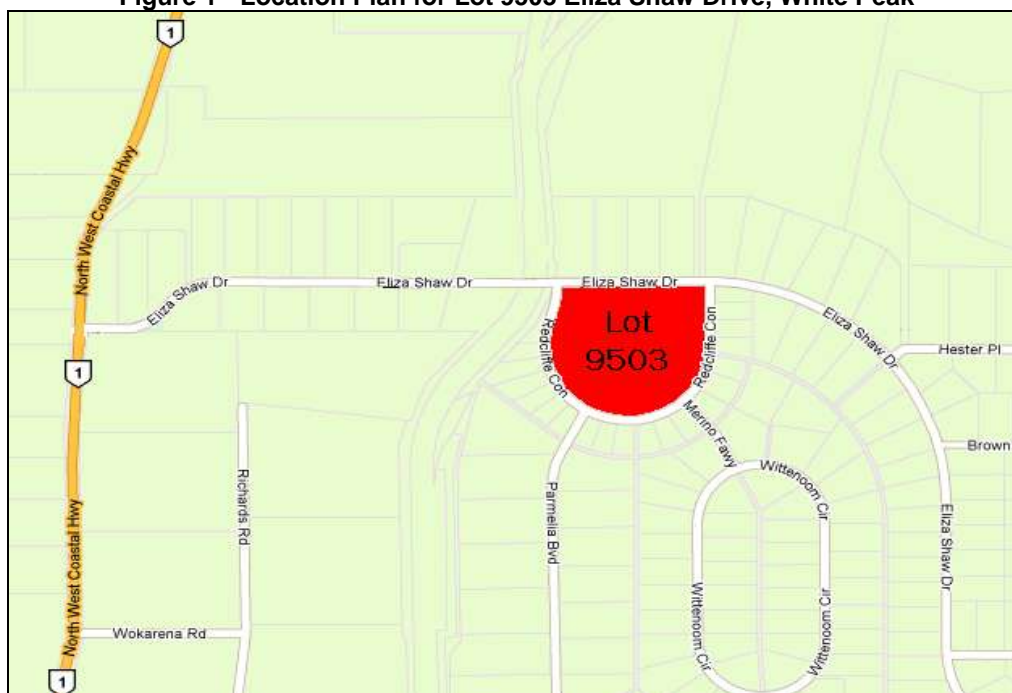 Figure 1 - Location Plan for Lot 9503 Eliza Shaw Drive, White Peak
1
North West Coastal Hwy
Eliza Shaw Dr
Eliza Shaw Dr
Eliza Shaw Dr
Eliza Shaw Dr
Redcliffe Con
Lot
9503
Redcliffe Con
Hester Pl
1
Merino Fawy
Brown
Wittenoom Cir
Richards Rd
Parmelia Blvd
Eliza Shaw Dr
North West Coastal Hwy
Wittenoom Cir
Wittenoom Cir
Wokarena Rd
1